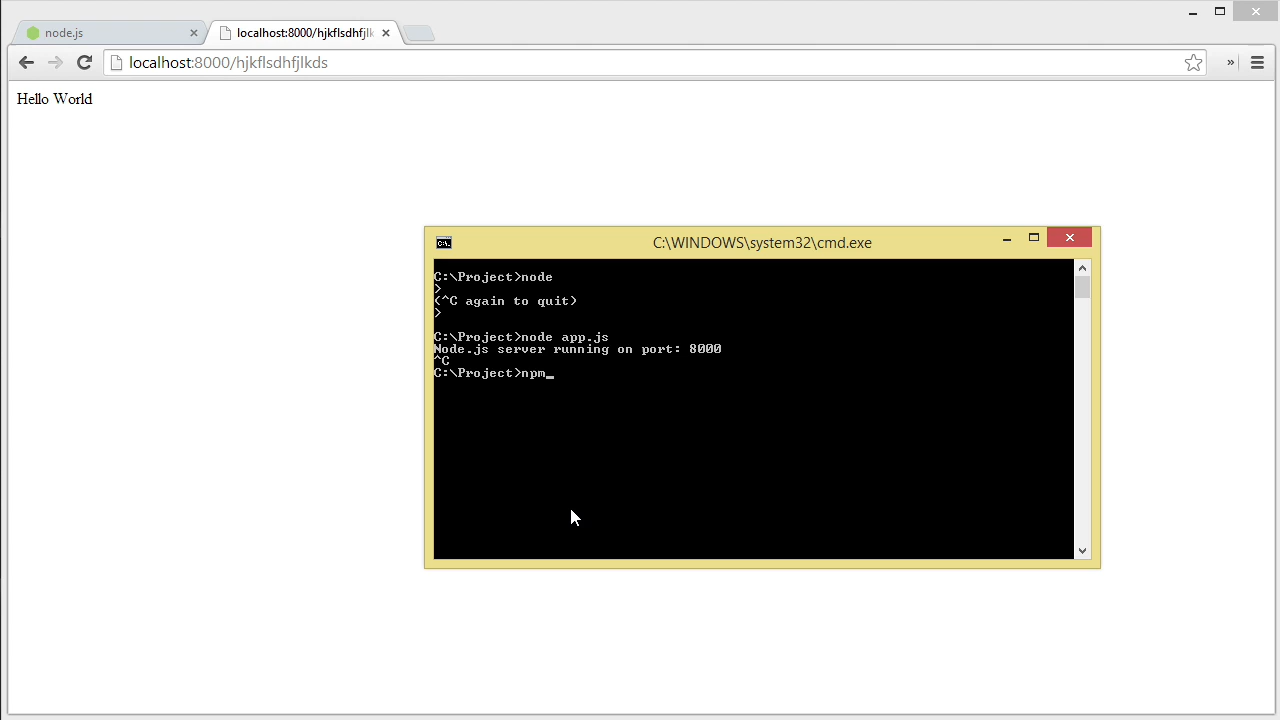 node.js
localhost:8000/hjkflsdhfjlk
localhost:8000/hjkflsdhfjlkds
»
Hello World
C:\WINDOWS\system32\cmd.exe
C:\Project>node
>
(^C again to quit)
>
C:\Project>node app.js
Node.js server running on port: 8000
^C
C:\Project>npm_